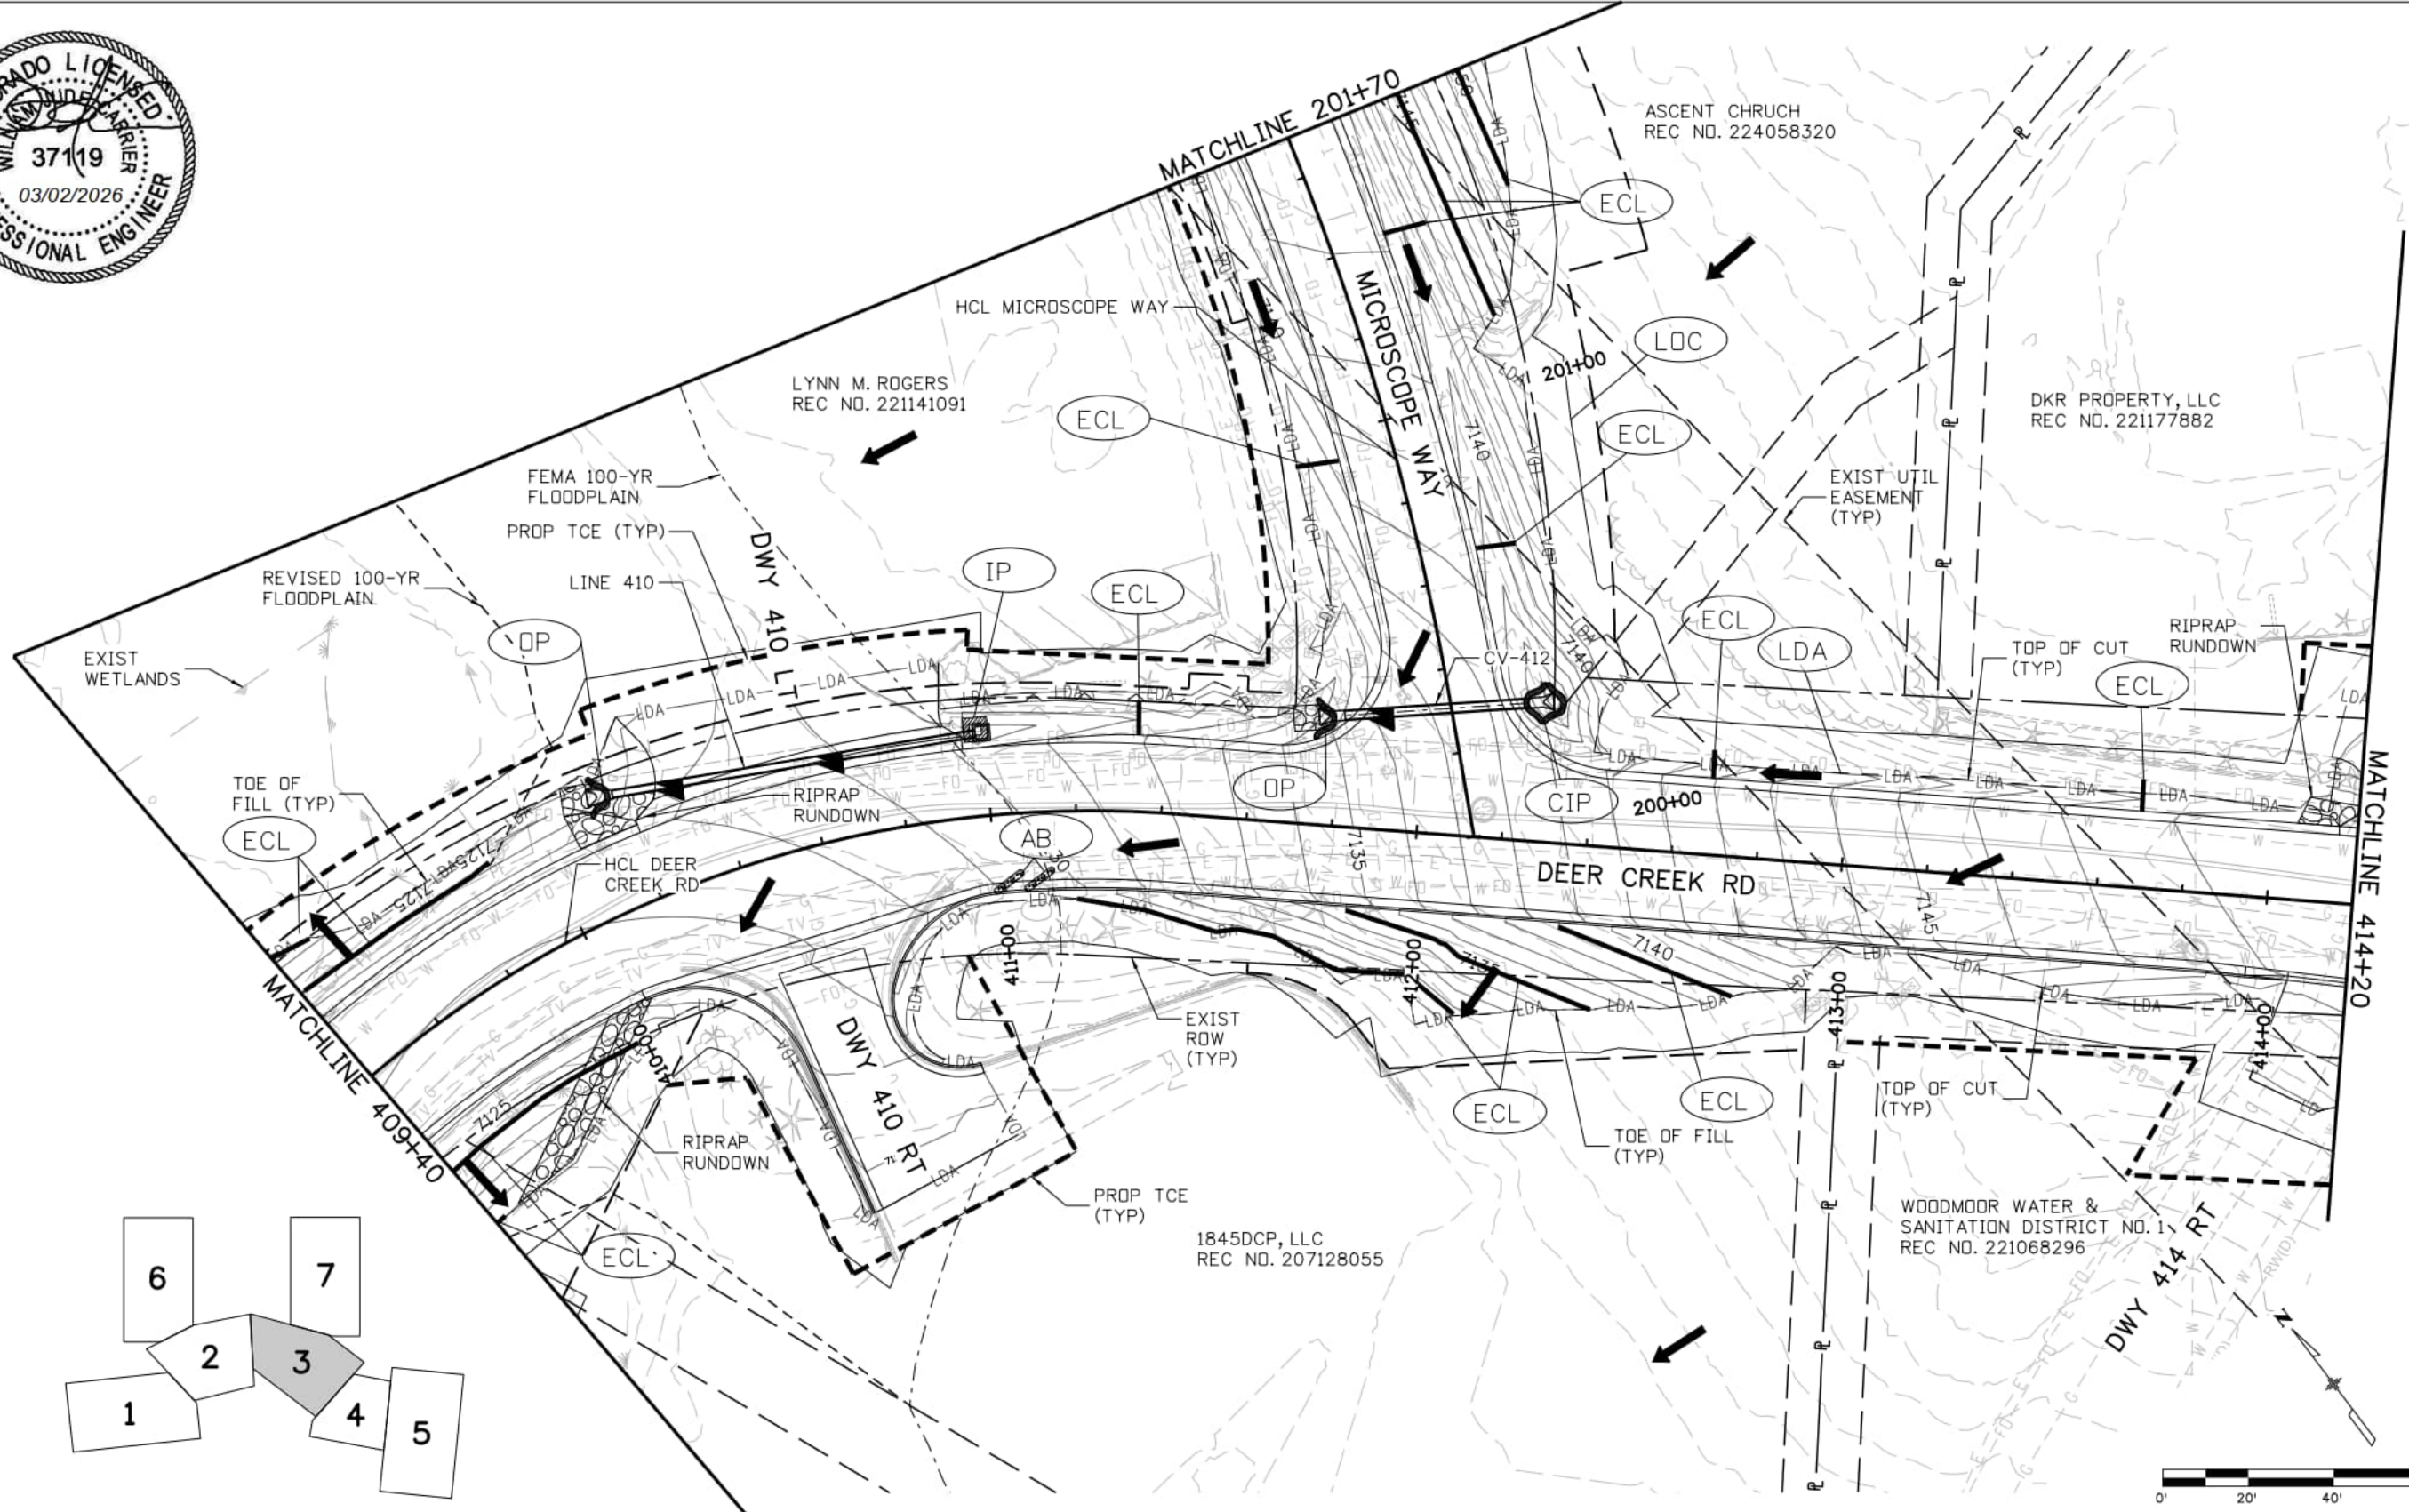 RADO LICENSED
WILLIAM JUDE CARRIER
37119
03/02/2026
SSIONAL ENGINEER
MATCHLINE 201+70
ASCENT CHRUCH
REC NO. 224058320
ECL
HCL MICROSCOPE WAY
MICROSCOPE WAY
LOC
201+00
LYNN M. ROGERS
REC NO. 221141091
ECL
ECL
7140
DKR PROPERTY, LLC
REC NO. 221177882
FEMA 100-YR
FLOODPLAIN
EXIST UTIL
EASEMENT
(TYP)
PROP TCE (TYP)
DWY 410 LT
REVISED 100-YR
FLOODPLAIN
LINE 410
IP
ECL
OP
ECL
LDA
TOP OF CUT
(TYP)
RIPRAP
RUNDOWN
ECL
EXIST
WETLANDS
CV-412
7140
TOE OF
FILL (TYP)
ECL
RIPRAP
RUNDOWN
OP
CIP
200+00
MATCHLINE 414+20
AB
HCL DEER
CREEK RD
7135
DEER CREEK RD
7125
7125
7145
7140
411+00
412+00
413+00
414+00
MATCHLINE 409+40
410+00
DWY 410 RT
EXIST
ROW
(TYP)
7125
RIPRAP
RUNDOWN
ECL
ECL
TOP OF CUT
(TYP)
TOE OF FILL
(TYP)
PROP TCE
(TYP)
1845DCP, LLC
REC NO. 207128055
WOODMOOR WATER &
SANITATION DISTRICT NO. 1
REC NO. 221068296
DWY 414 RT
ECL
6
7
2
3
1
4
5
N
0'
20'
40'